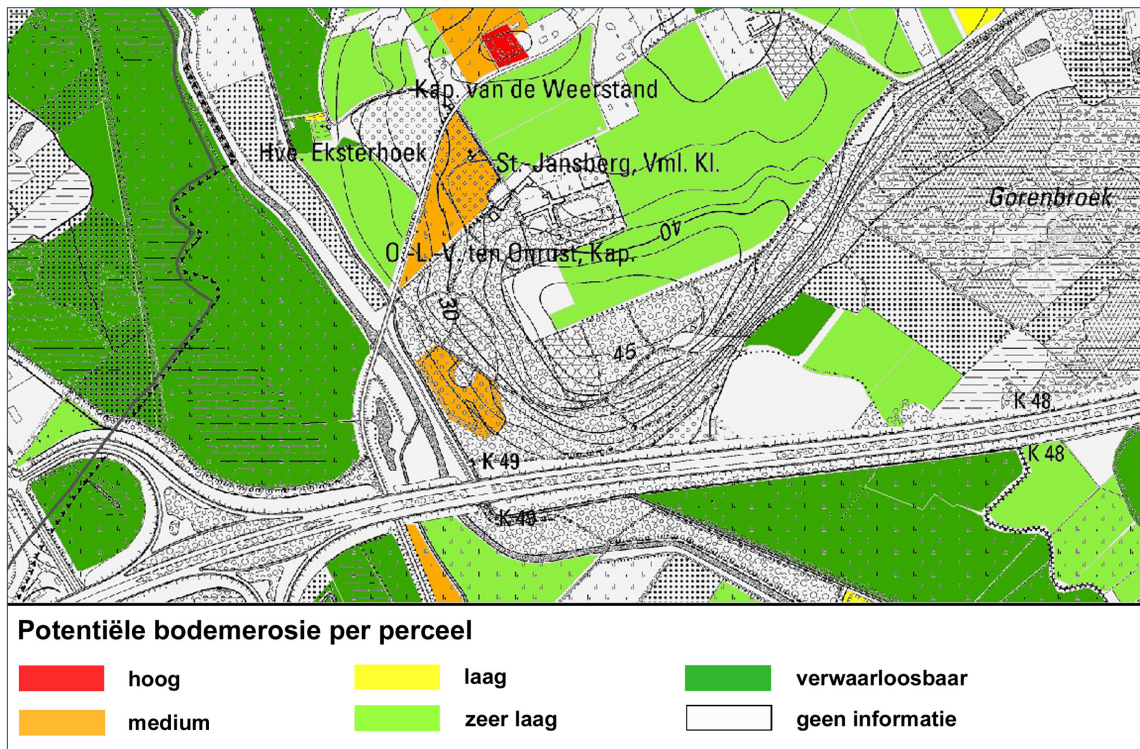 Kap. van de Weerstand
Hve. Eksterhoek
St.-Jansberg, Vml. Kl.
Gorenbroek
40
O.-L.-V. ten Onrust, Kap.
30
45
K 48
K 48
K 49
K 49
Potentiële bodemerosie per perceel
hoog
laag
verwaarloosbaar
medium
zeer laag
geen informatie